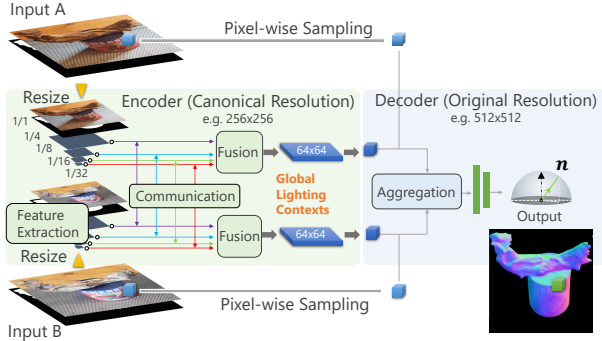 Input A
Pixel-wise Sampling
Resize
Encoder (Canonical Resolution)
e.g. 256x256
Decoder (Original Resolution)
e.g. 512x512
1/1
1/4
1/8
1/16
1/32
Fusion
64x64
Global
Lighting
Contexts
Communication
Aggregation
n
Output
Feature
Extraction
Fusion
64x64
Resize
Pixel-wise Sampling
Input B